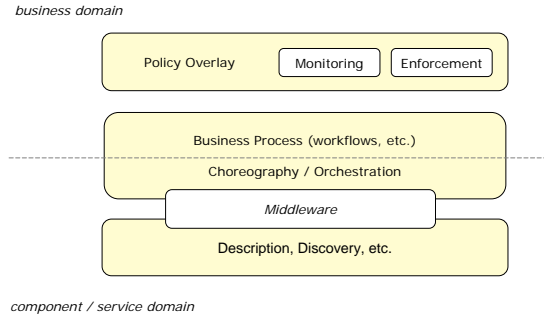 business domain
Policy Overlay Monitoring Enforcement
Business Process (workflows, etc.)
Choreography / Orchestration
Middleware
Description, Discovery, etc.
component / service domain